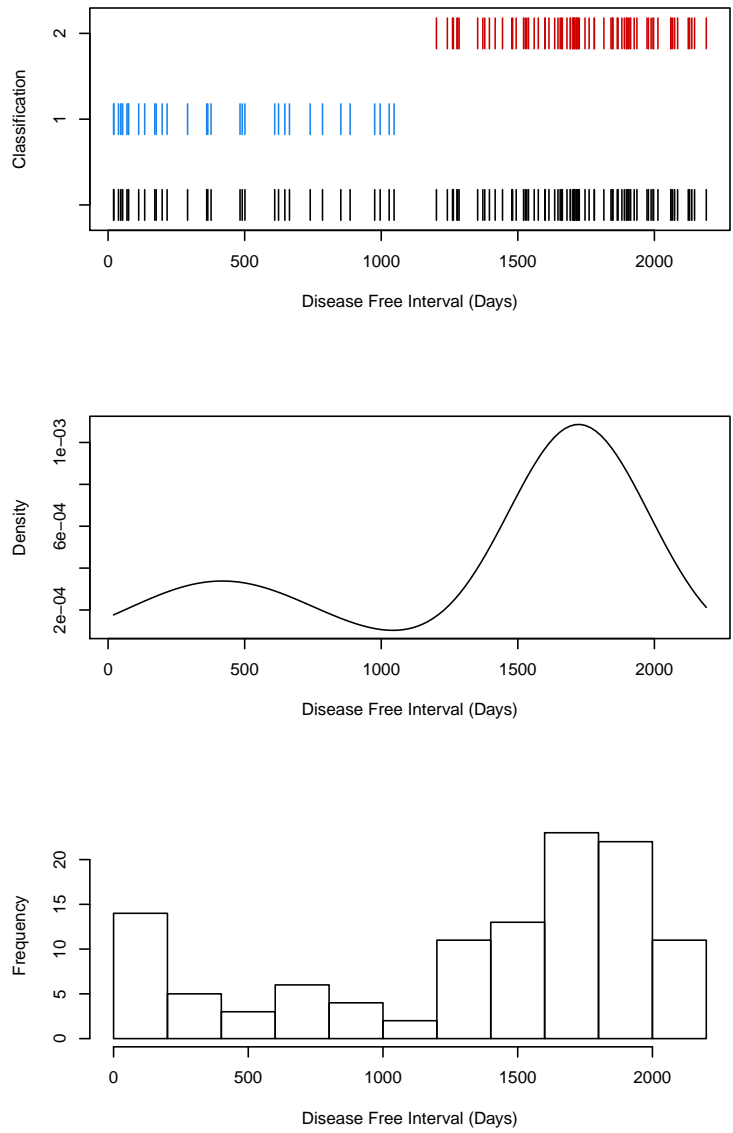 Classification
2
1
0 500 1000 1500 2000
Disease Free Interval (Days)
Density
1e−03
6e−04
2e−04
0 500 1000 1500 2000
Disease Free Interval (Days)
Frequency
20
15
10
5
0
0 500 1000 1500 2000
Disease Free Interval (Days)